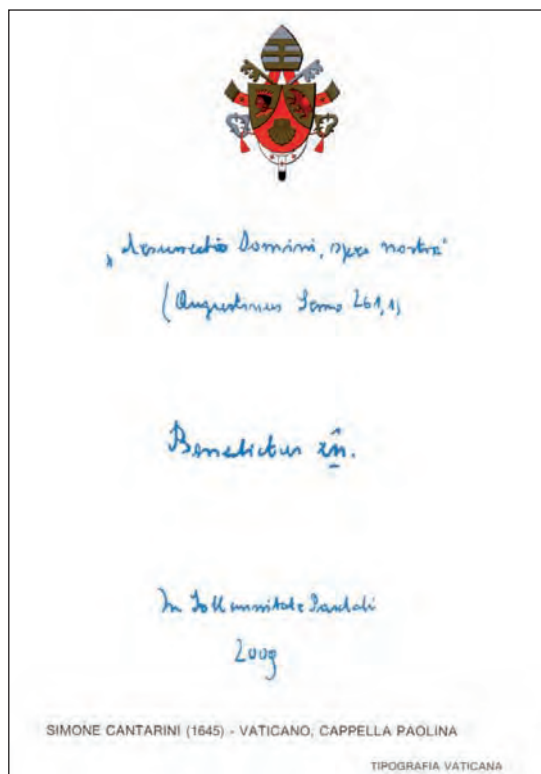 „Resurrectio Domini, spes nostra“
(Augustinus Sermo 261,1)
Benedictus XVI.
In Sollemnitate Paschali
2009
SIMONE CANTARINI (1645) - VATICANO, CAPPELLA PAOLINA
TIPOGRAFIA VATICANA